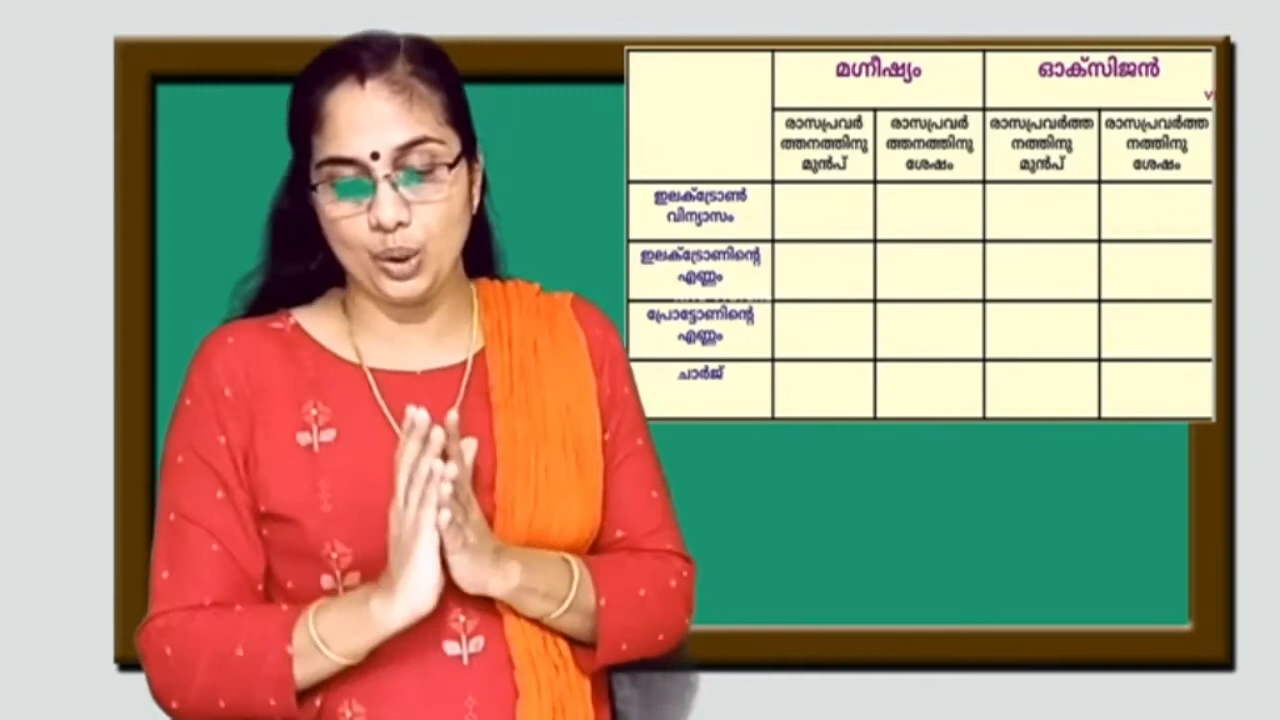 മഗ്നീഷ്യം
ഓക്സിജൻ
രാസപ്രവർ
ത്തനത്തിനു
മുൻപ്
രാസപ്രവർ
ത്തനത്തിനു
ശേഷം
രാസപ്രവർത്ത
നത്തിനു
മുൻപ്
രാസപ്രവർത്ത
നത്തിനു
ശേഷം
ഇലക്ട്രോൺ
വിന്യാസം
ഇലക്ട്രോണിന്റെ
എണ്ണം
പ്രോട്ടോണിന്റെ
എണ്ണം
ചാർജ്